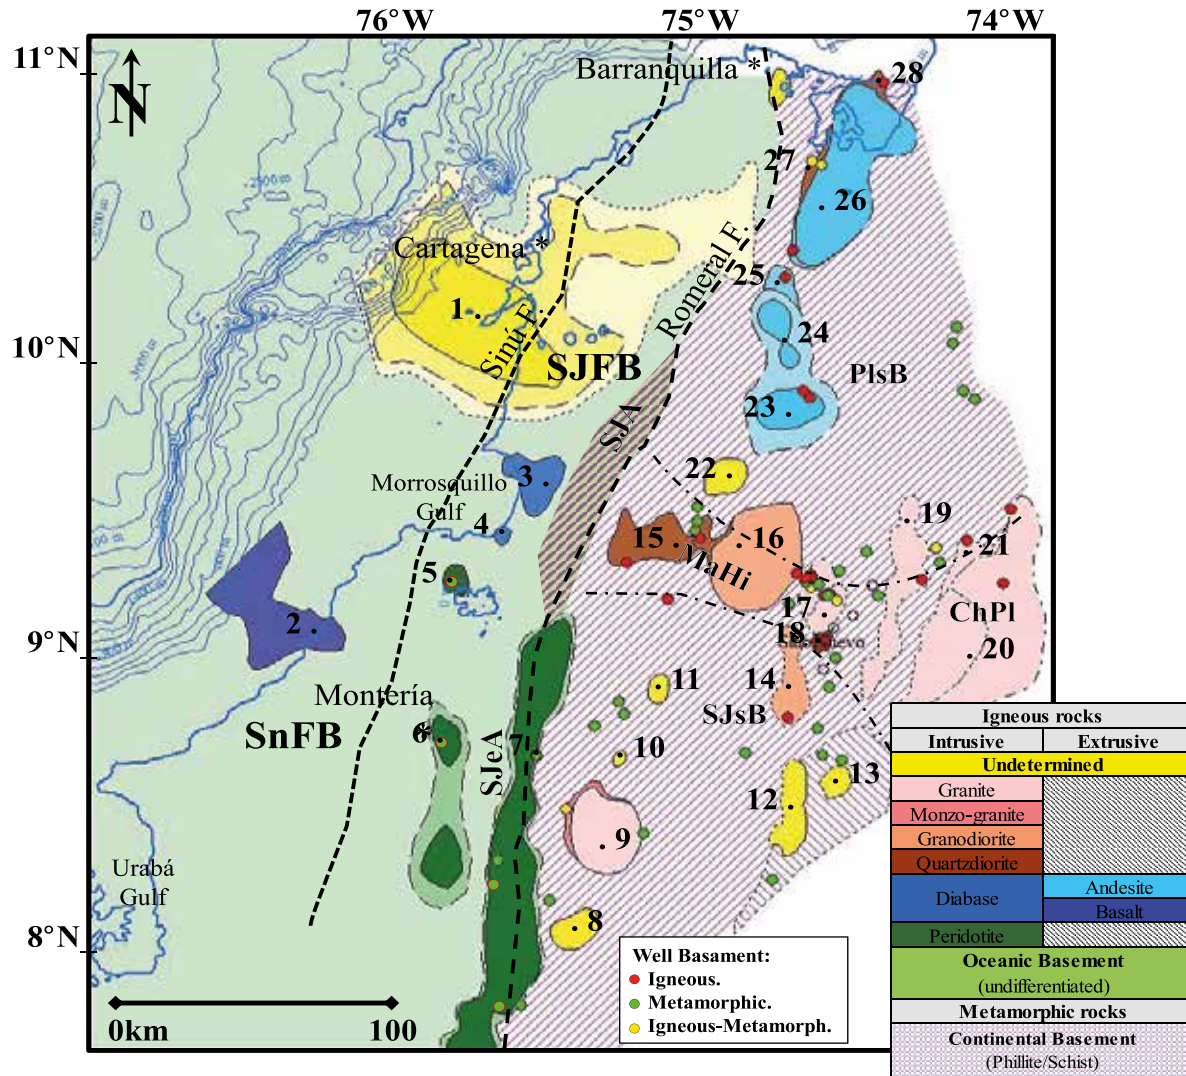 76°W
75°W
74°W
11°N
N
Barranquilla *
28
27
26
2500 m
Cartagena *
Romeral F.
25
1
Sinú F.
24
10°N
SJFB
PlsB
23
SJA
22
3
Morrosquillo
Gulf
4
19
15
16
MaHi
21
5
17
ChPl
2
18
9°N
20
11
14
Montería
SJsB
SnFB
6
*
SJeA
7
10
13
12
9
Urabá
Gulf
8
8°N
0km
100
Well Basament:
Igneous.
Metamorphic.
Igneous-Metamorph.
Igneous rocks
Intrusive
Extrusive
Undetermined
Granite
Monzo-granite
Granodiorite
Quartzdiorite
Diabase
Andesite
Basalt
Peridotite
Oceanic Basement
(undifferentiated)
Metamorphic rocks
Continental Basement
(Phillite/Schist)